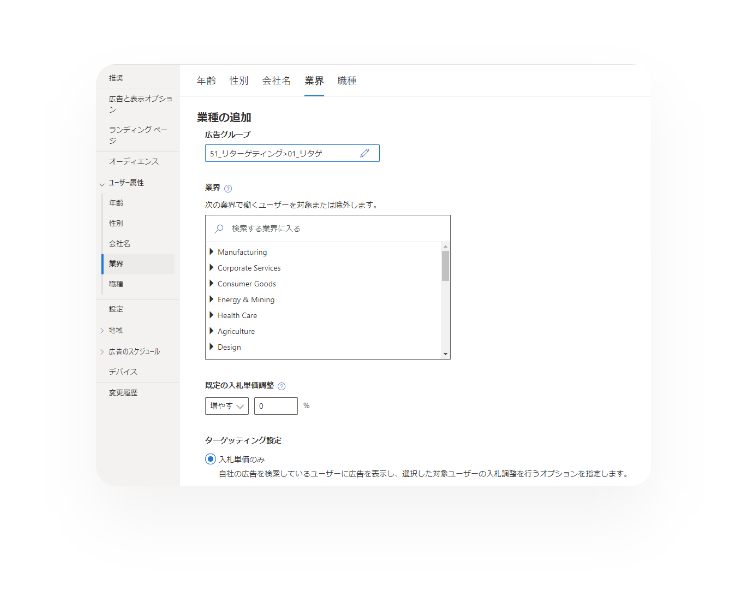 推奨
広告と表示オプショ
ン
ランディング ペー
ジ
オーディエンス
ユーザー属性
年齢
性別
会社名
業界
職種
設定
地域
広告のスケジュール
デバイス
変更履歴
年齢 性別 会社名 業界 職種
業種の追加
広告グループ
51_リターゲティング>01_リタゲ
業界
次の業界で働くユーザーを対象または除外します。
検索する業界に入る
Manufacturing
Corporate Services
Consumer Goods
Energy & Mining
Health Care
Agriculture
Design
既定の入札単価調整
増やす 0 %
ターゲッティング設定
入札単価のみ
自社の広告を検索しているユーザーに広告を表示し、選択した対象ユーザーの入札調整を行うオプションを指定します。